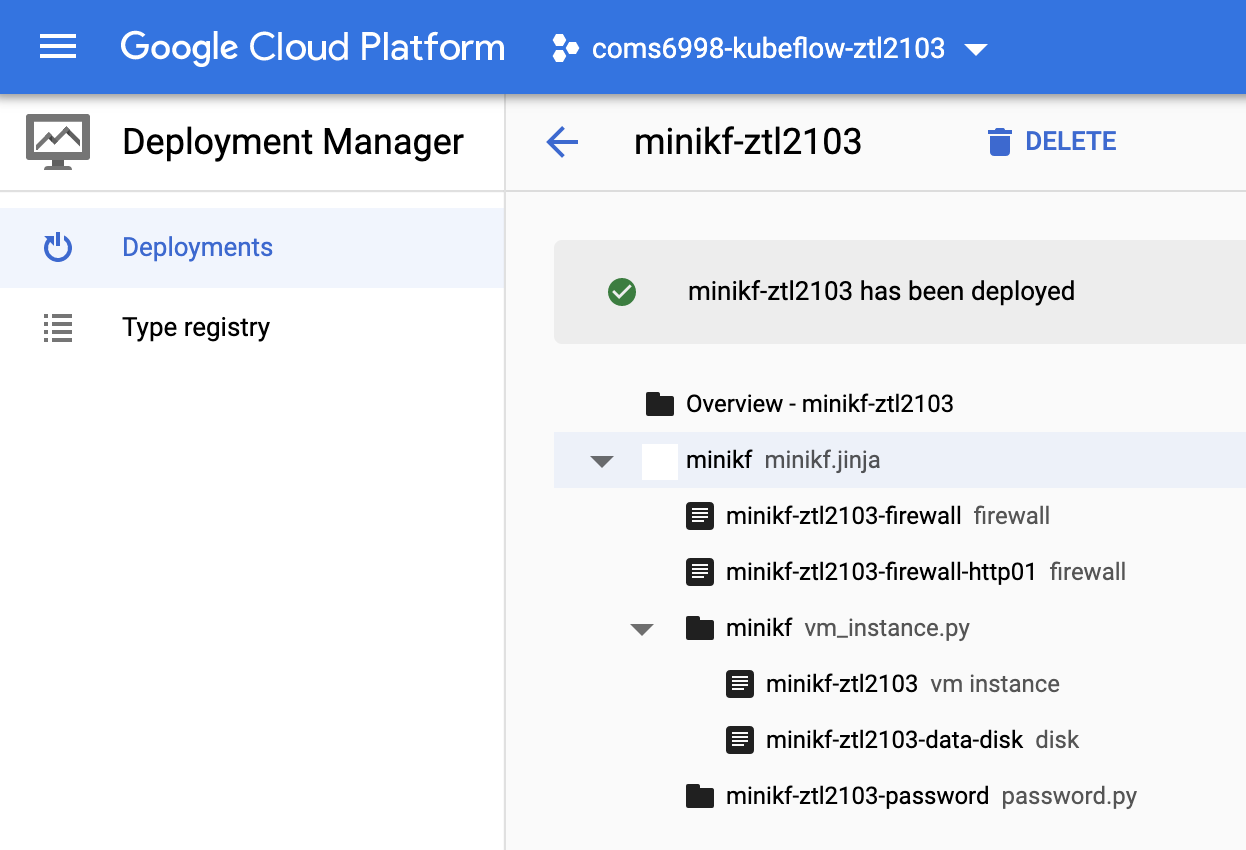 Google Cloud Platform coms6998-kubeflow-ztl2103
Deployment Manager
minikf-ztl2103 DELETE
Deployments
Type registry
minikf-ztl2103 has been deployed
Overview - minikf-ztl2103
minikf minikf.jinja
minikf-ztl2103-firewall firewall
minikf-ztl2103-firewall-http01 firewall
minikf vm_instance.py
minikf-ztl2103 vm instance
minikf-ztl2103-data-disk disk
minikf-ztl2103-password password.py